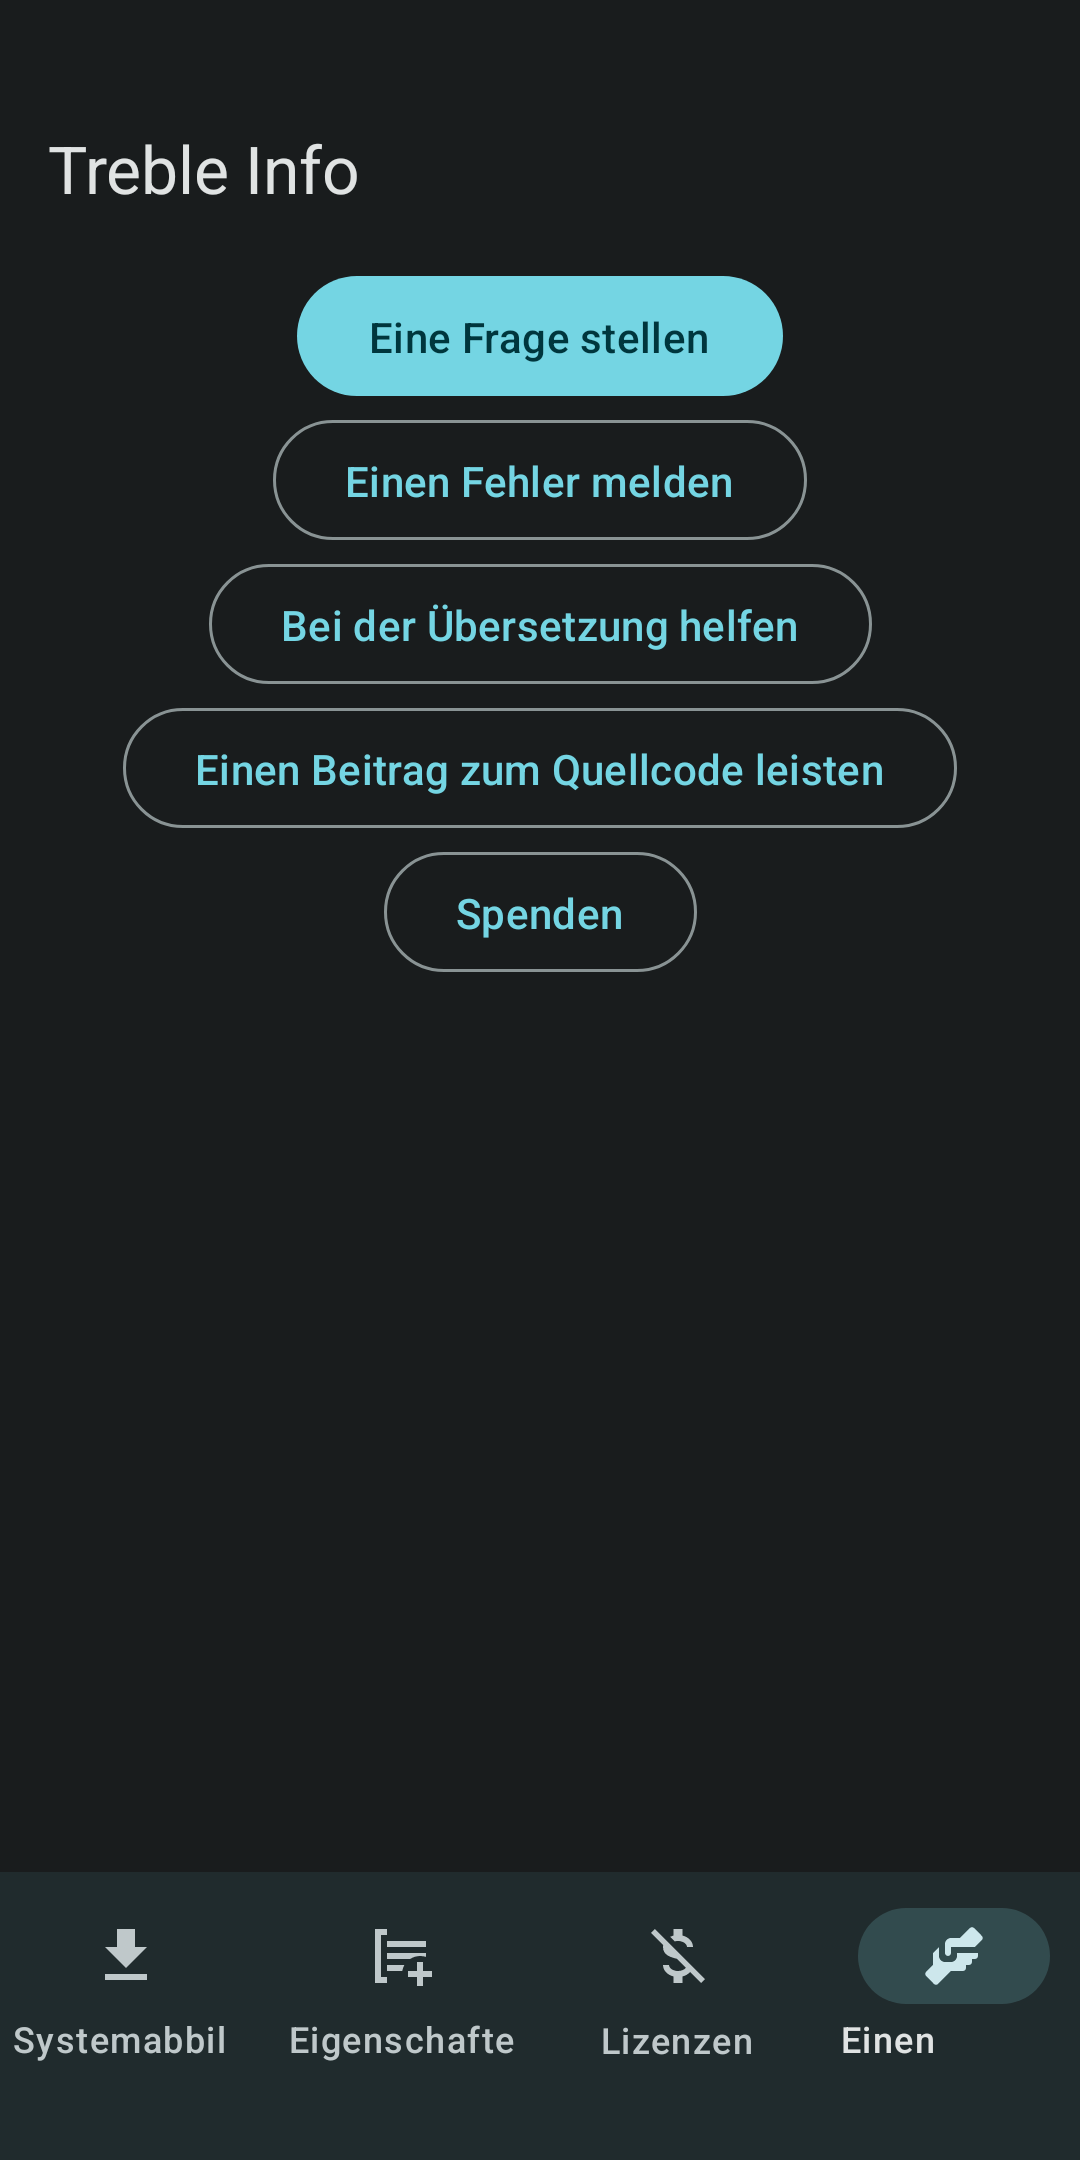 Treble Info
Eine Frage stellen
Einen Fehler melden
Bei der Übersetzung helfen
Einen Beitrag zum Quellcode leisten
Spenden
Systemabbil
Eigenschafte
Lizenzen
Einen